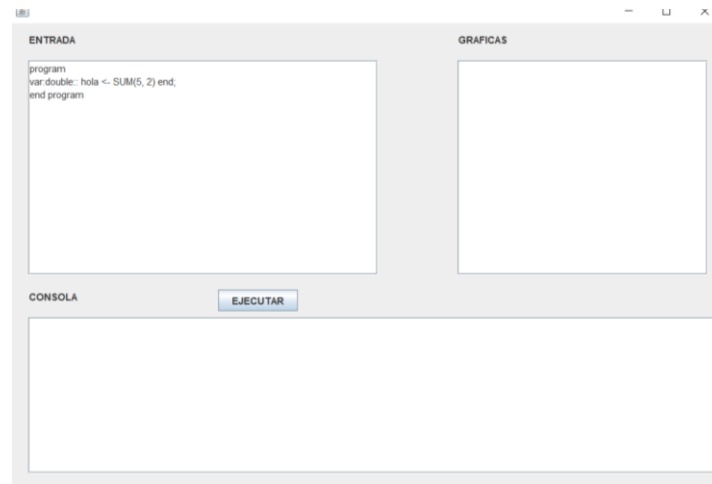 ENTRADA
GRAFICAS
program
var:double:: hola <- SUM(5, 2) end;
end program
CONSOLA
EJECUTAR